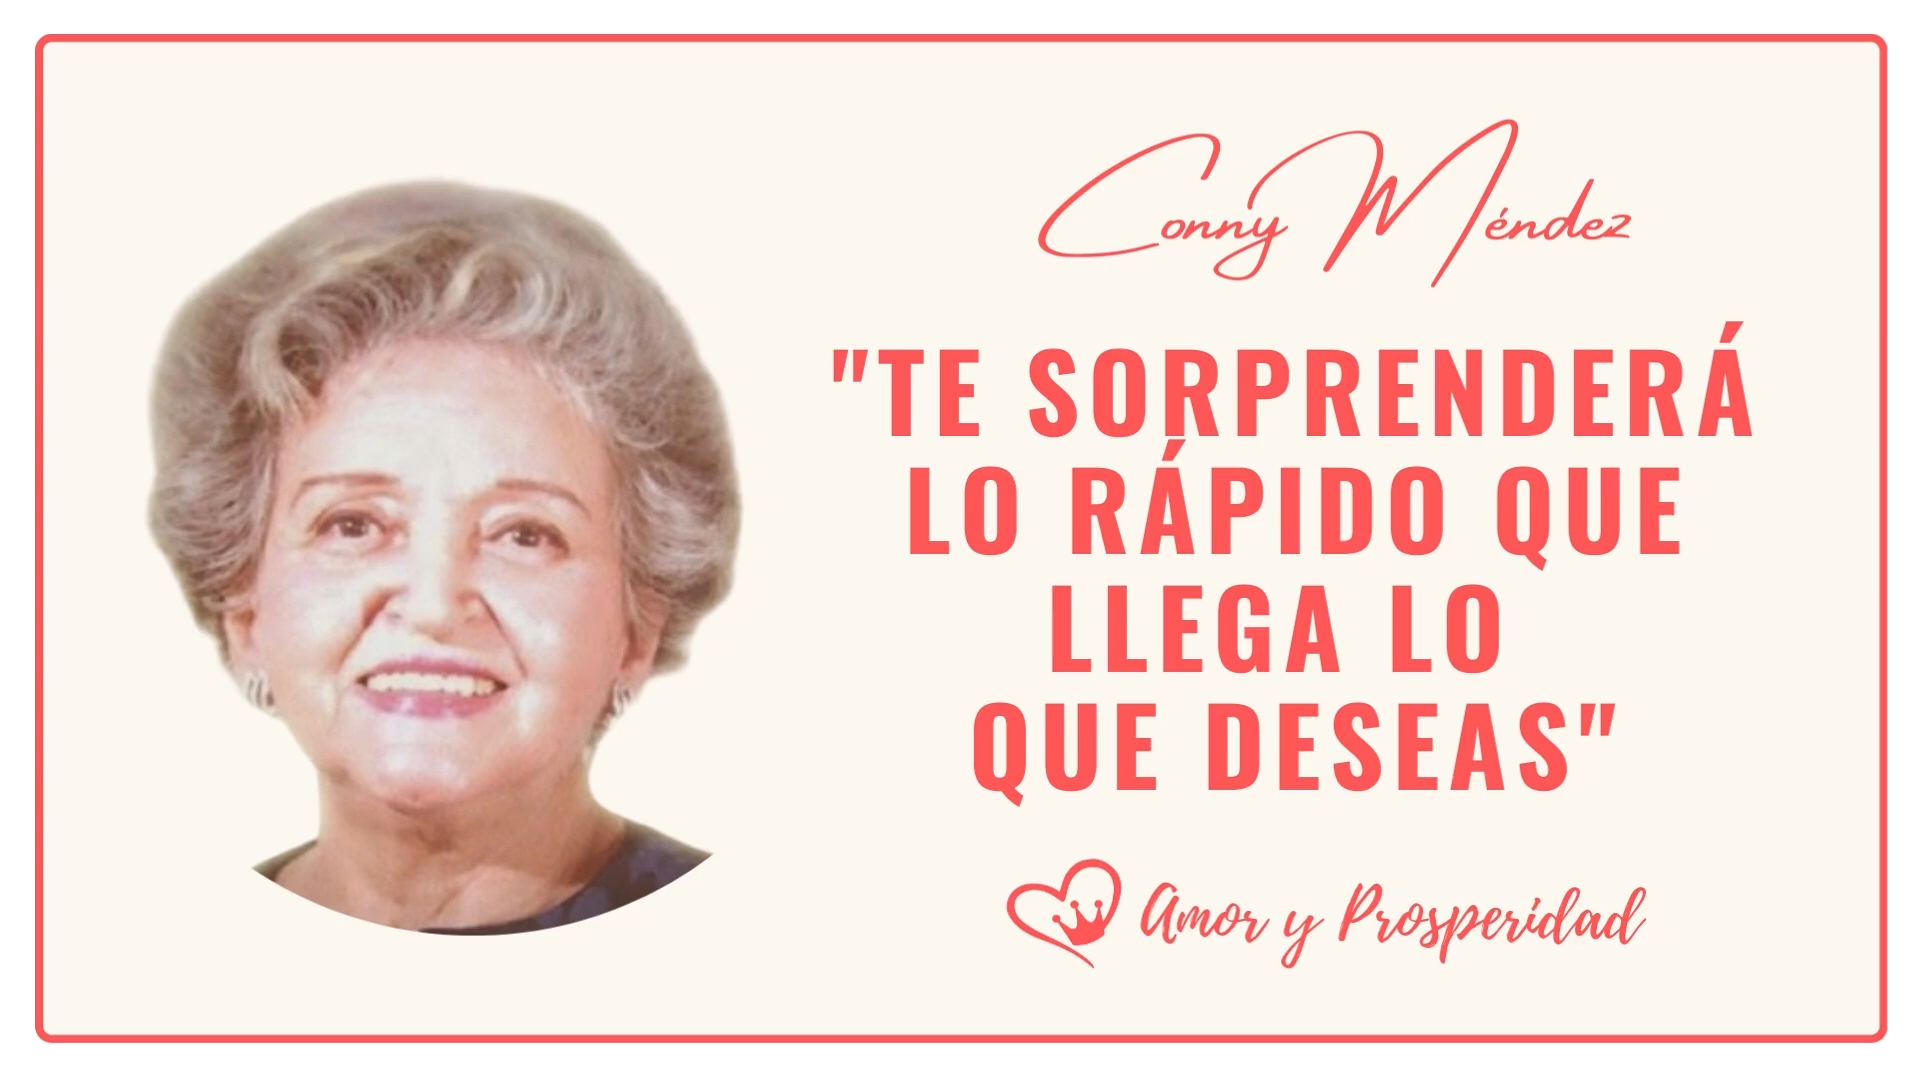 Conny Méndez
"TE SORPRENDERÁ
LO RÁPIDO QUE
LLEGA LO
QUE DESEAS"
Amor y Prosperidad